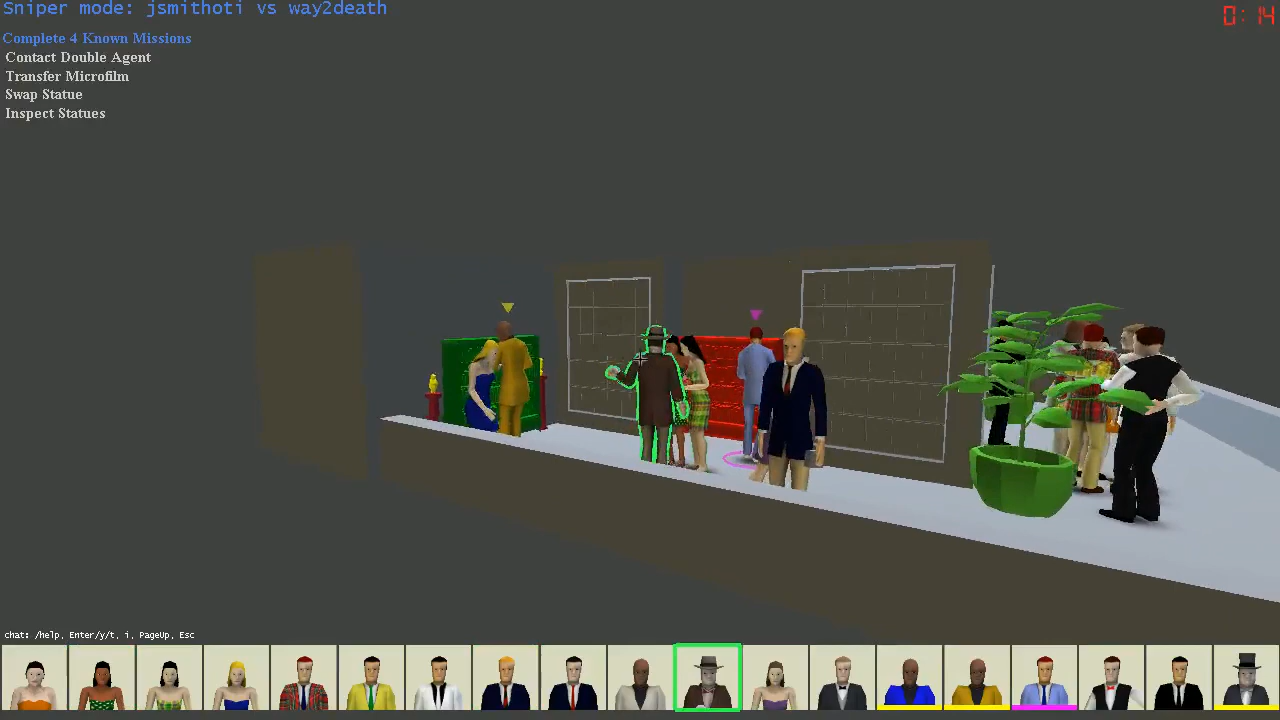 Sniper mode: jsmithoti vs way2death
0:14
Complete 4 Known Missions
Contact Double Agent
Transfer Microfilm
Swap Statue
Inspect Statues
chat: /help, Enter/y/t, i, PageUp, Esc